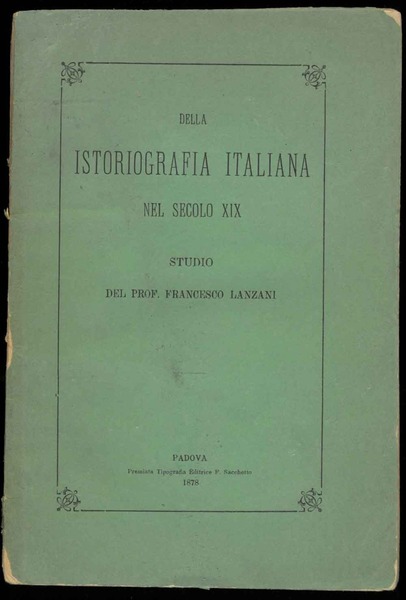 DELLA
ISTORIOGRAFIA ITALIANA
NEL SECOLO XIX
STUDIO
DEL PROF. FRANCESCO LANZANI
PADOVA
Premiata Tipografia Editrice F. Sacchetto
1878